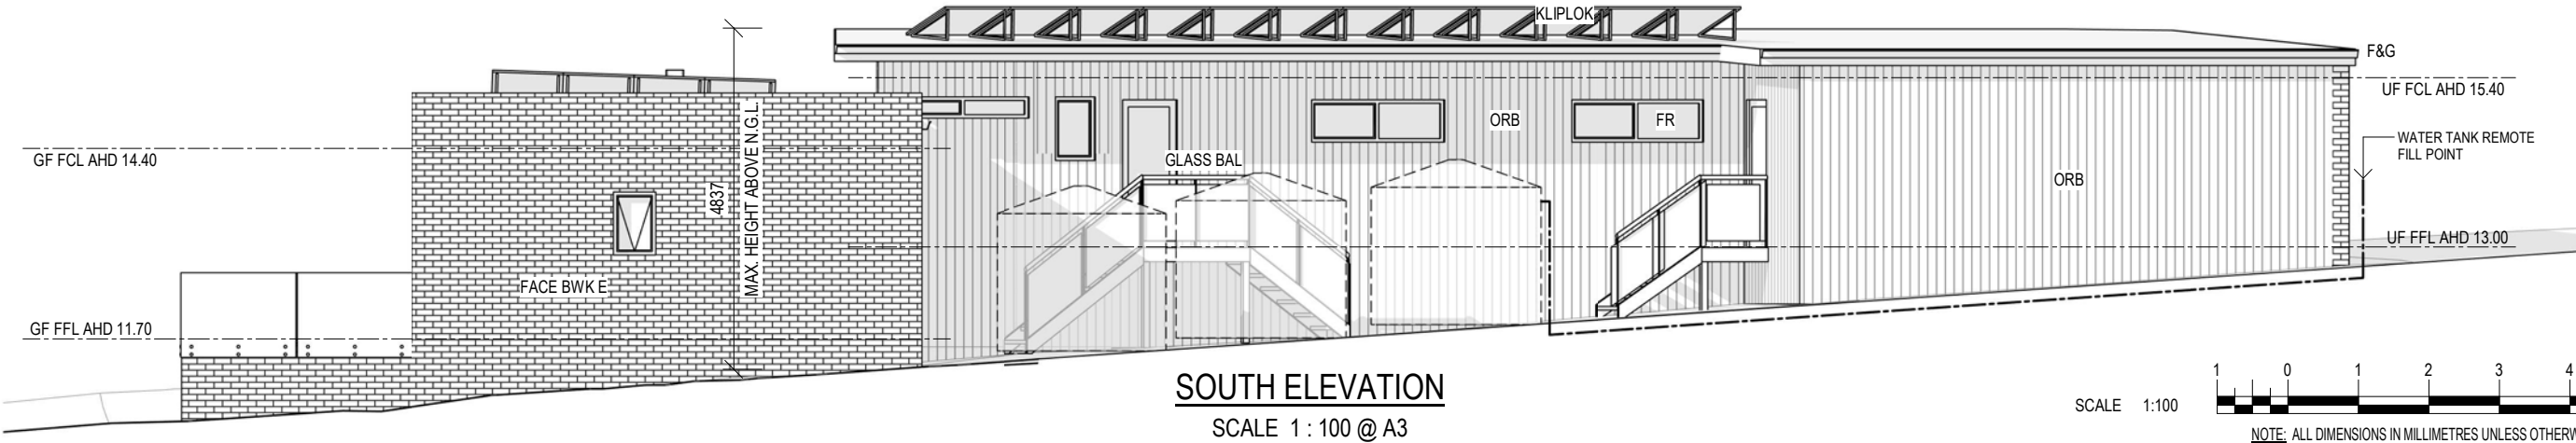 KLIPLOK
F&G
UF FCL AHD 15.40
GF FCL AHD 14.40
4837
MAX. HEIGHT ABOVE N.G.L.
ORB
FR
GLASS BAL
ORB
WATER TANK REMOTE
FILL POINT
UF FFL AHD 13.00
FACE BWK E
GF FFL AHD 11.70
SOUTH ELEVATION
SCALE 1 : 100 @ A3
SCALE 1:100
1 0 1 2 3 4
NOTE: ALL DIMENSIONS IN MILLIMETRES UNLESS OTHERW